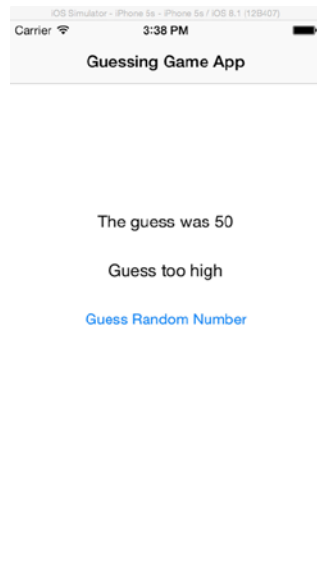 iOS Simulator - iPhone 5s - iPhone 5s / iOS 8.1 (12B407)
Carrier 3:38 PM
Guessing Game App
The guess was 50
Guess too high
Guess Random Number